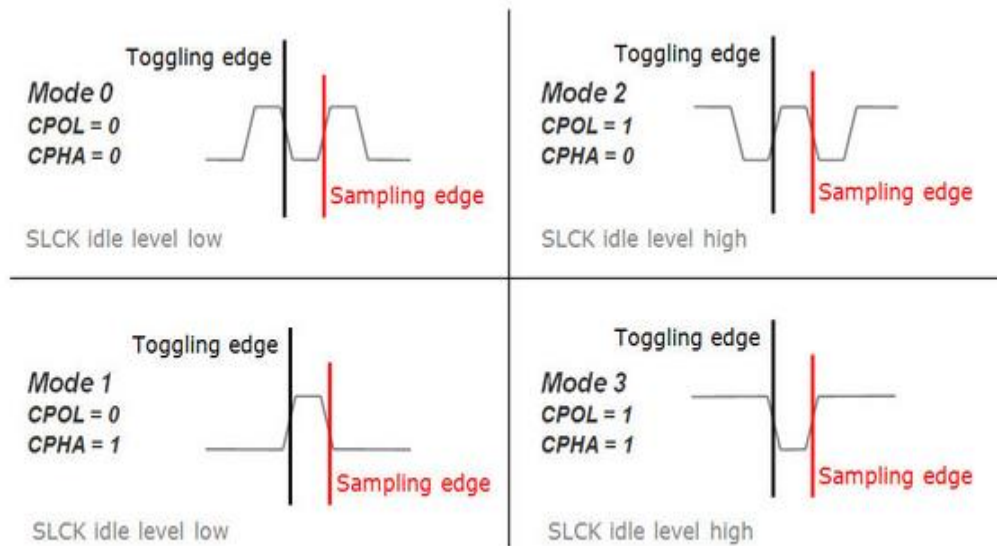 Toggling edge
Mode 0
CPOL = 0
CPHA = 0
Sampling edge
SLCK idle level low
Toggling edge
Mode 2
CPOL = 1
CPHA = 0
Sampling edge
SLCK idle level high
Toggling edge
Mode 1
CPOL = 0
CPHA = 1
Sampling edge
SLCK idle level low
Toggling edge
Mode 3
CPOL = 1
CPHA = 1
Sampling edge
SLCK idle level high